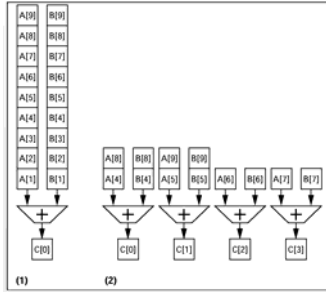 A[9] B[9]
A[8] B[8]
A[7] B[7]
A[6] B[6]
A[5] B[5]
A[4] B[4]
A[3] B[3]
A[2] B[2] A[8] B[8] A[9] B[9]
A[1] B[1] A[4] B[4] A[5] B[5] A[6] B[6] A[7] B[7]
+ + + + +
C[0] C[0] C[1] C[2] C[3]
(1) (2)